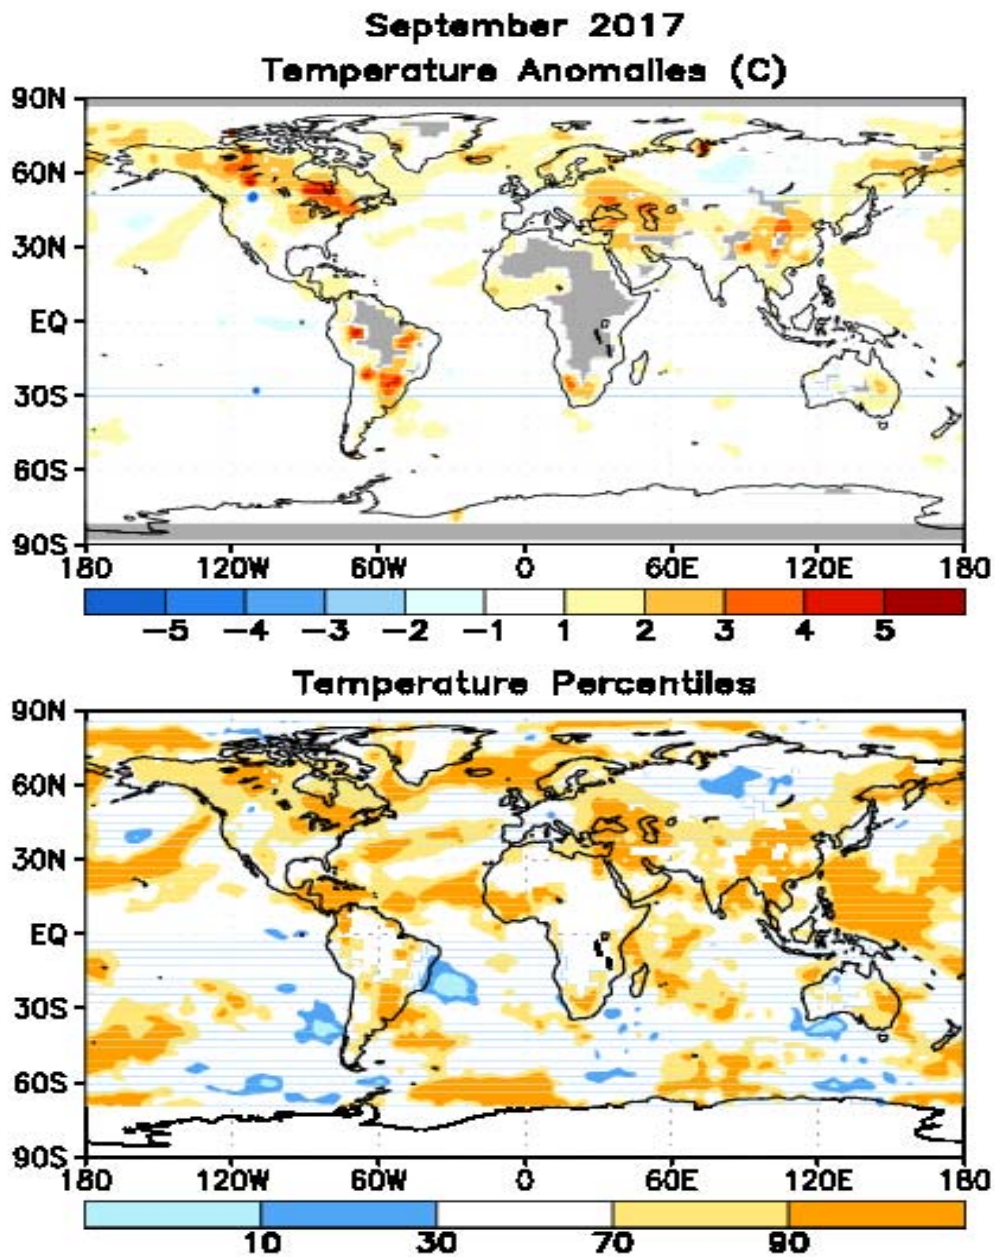 September 2017
Temperature Anomalies (C)
90N
60N
30N
EQ
30S
60S
90S
180 120W 60W 0 60E 120E 180
−5 −4 −3 −2 −1 1 2 3 4 5
Temperature Percentiles
90N
60N
30N
EQ
30S
60S
90S
180 120W 60W 0 60E 120E 180
10 30 70 90